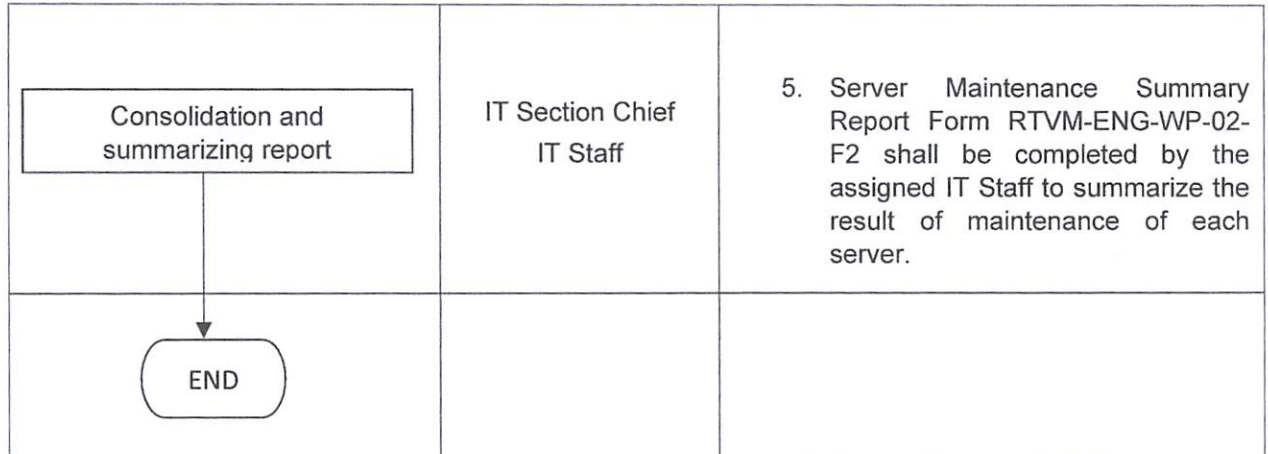 Consolidation and
summarizing report
IT Section Chief
IT Staff
5. Server Maintenance Summary
Report Form RTVM-ENG-WP-02-
F2 shall be completed by the
assigned IT Staff to summarize the
result of maintenance of each
server.
END